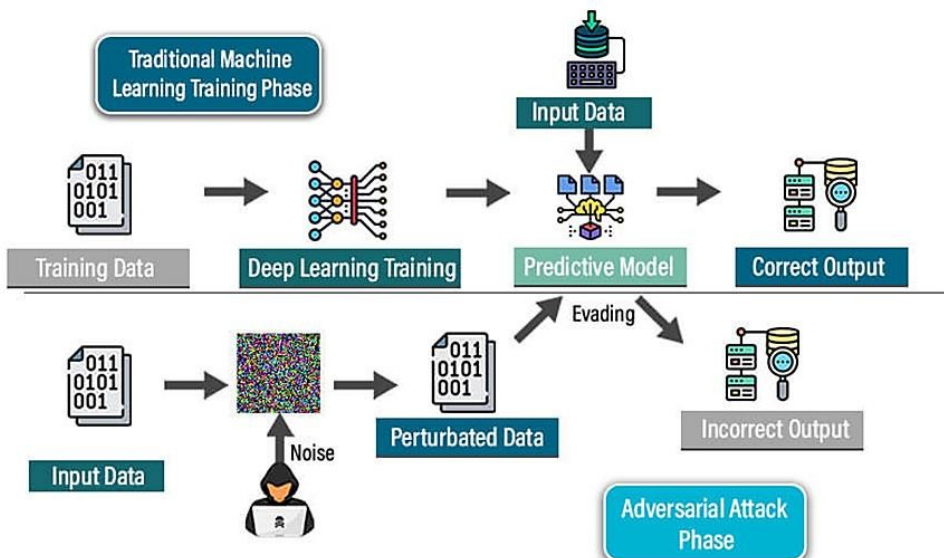 Traditional Machine
Learning Training Phase
Input Data
011
0101
001
Training Data
Deep Learning Training
Predictive Model
Correct Output
Evading
011
0101
001
011
0101
001
Noise
Input Data
Perturbated Data
Incorrect Output
Adversarial Attack
Phase